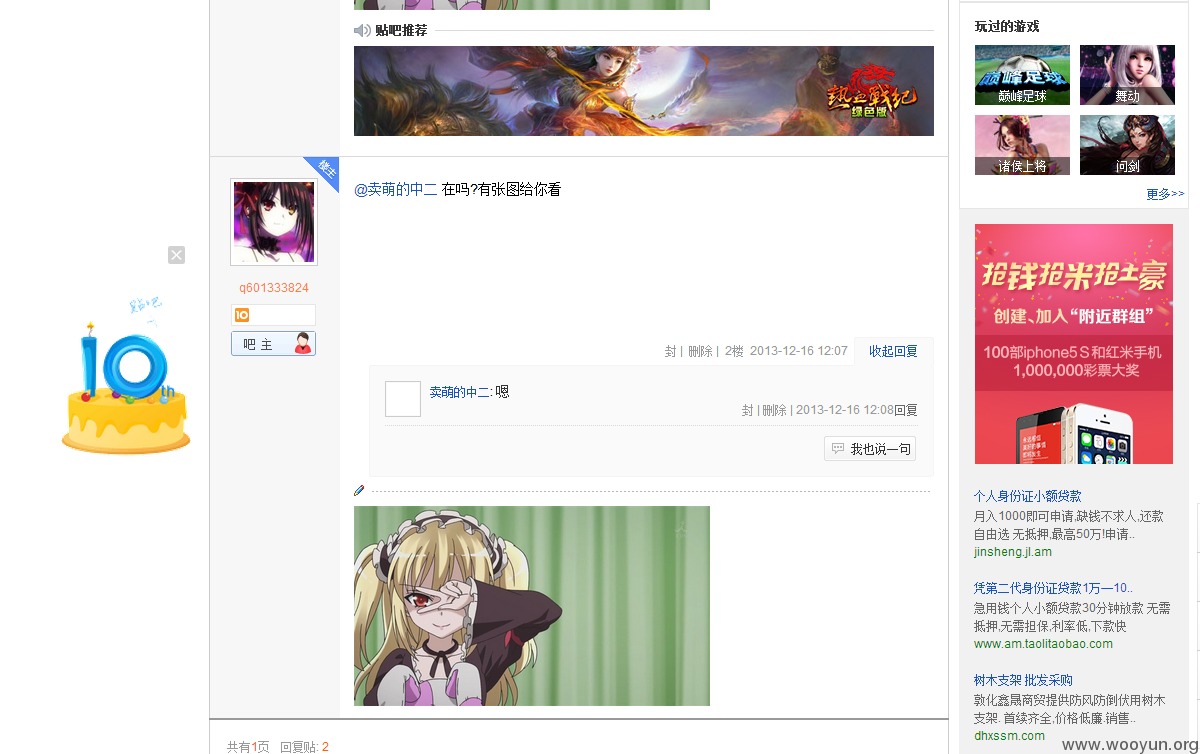 贴吧推荐
熱血戰纪
绿色版
楼主
@卖萌的中二 在吗?有张图给你看
q601333824
10
吧 主
贴吧
10th
封 | 删除 | 2楼 2013-12-16 12:07 收起回复
卖萌的中二: 嗯
封 | 删除 | 2013-12-16 12:08 回复
我也说一句
共有1页 回复贴: 2
玩过的游戏
巅峰足球
巅峰足球
舞动
诸侯上将
问剑
更多>>
抢钱抢米抢土豪
创建、加入“附近群组”
100部iphone5S和红米手机
1,000,000彩票大奖
个人身份证小额贷款
月入1000即可申请,缺钱不求人,还款
自由选 无抵押,最高50万!申请..
jinsheng.jl.am
凭第二代身份证贷款1万—10..
急用钱个人小额贷款30分钟放款 无需
抵押,无需担保,利率低,下款快
www.am.taolitaobao.com
树木支架 批发采购
敦化鑫晟商贸提供防风防倒伏用树木
支架. 首续齐全,价格低廉.销售..
dhxssm.com
www.wooyun.org